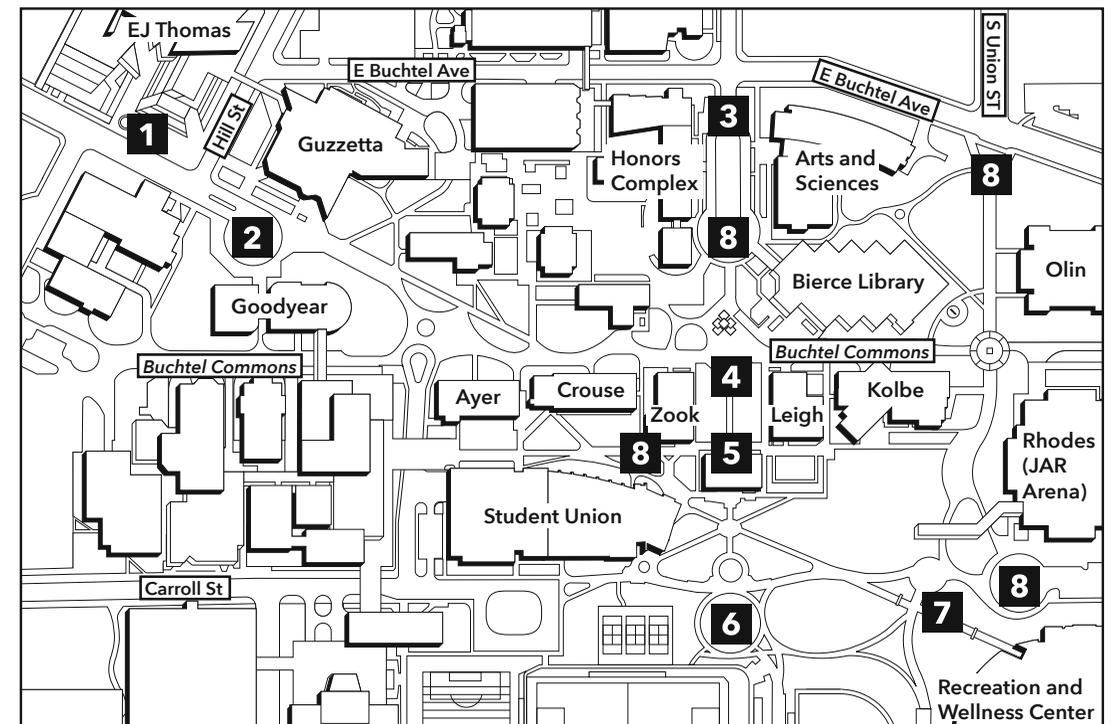 EJ Thomas
S Union ST
E Buchtel Ave
E Buchtel Ave
Hill St
1
3
Guzzetta
Honors
Complex
Arts and
Sciences
8
2
8
Bierce Library
Olin
Goodyear
Buchtel Commons
Buchtel Commons
4
Ayer
Crouse
Zook
Leigh
Kolbe
8
5
Rhodes
(JAR
Arena)
Student Union
Carroll St
8
7
6
Recreation and
Wellness Center